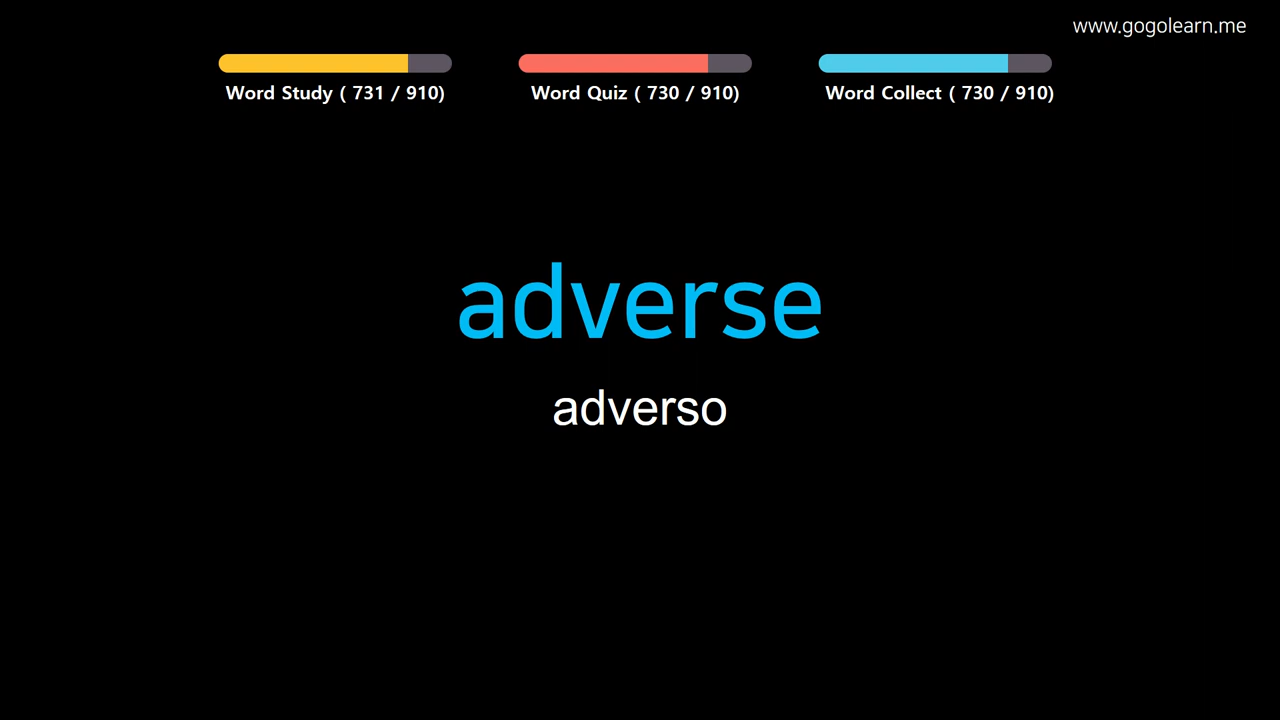 www.gogolearn.me
Word Study ( 731 / 910)
Word Quiz ( 730 / 910)
Word Collect ( 730 / 910)
adverse
adverso